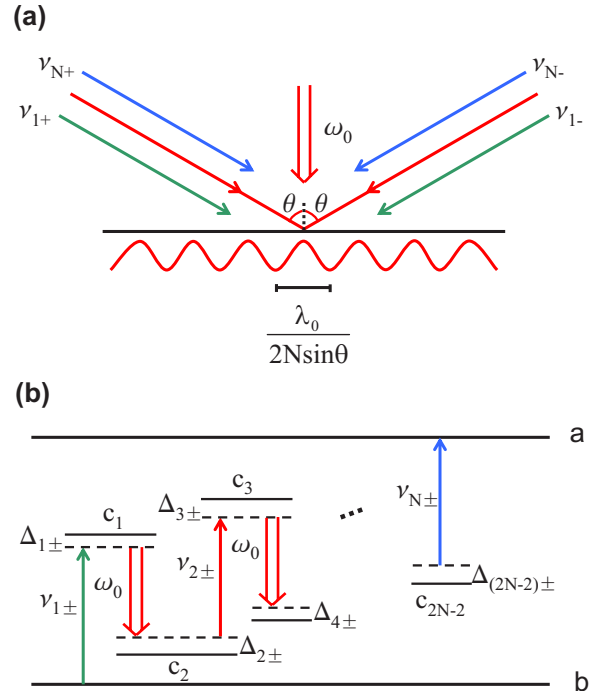 (a)
ν_N+
ν_N-
ν_1+
ω_0
ν_1-
θ θ
λ_0
2Nsinθ
(b)
a
c_3
ν_N±
c_1
Δ_3±
Δ_1±
ω_0
ν_2±
ω_0
Δ_(2N-2)±
ν_1±
Δ_4±
c_2N-2
Δ_2±
c_2
b